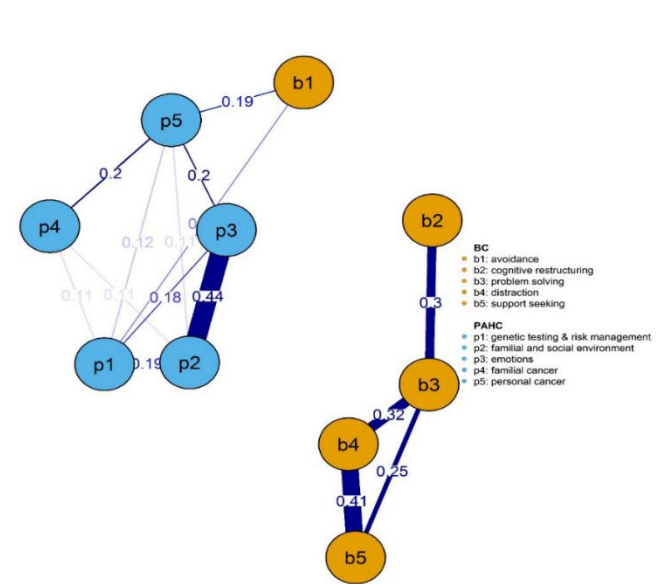 b1
0.19
p5
0.2
0.2
b2
p4
0.12
0.11
p3
BC
b1: avoidance
b2: cognitive restructuring
b3: problem solving
b4: distraction
b5: support seeking
0.11
0.18
0.44
0.3
PAHC
p1: genetic testing & risk management
p2: familial and social environment
p3: emotions
p4: familial cancer
p5: personal cancer
p1
0.19
p2
b3
0.32
b4
0.25
0.41
b5